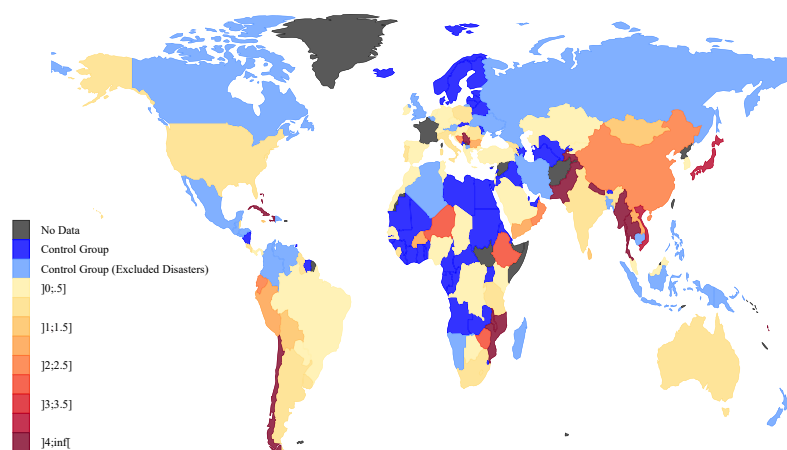 No Data
Control Group
Control Group (Excluded Disasters)
]0;.5]
]1;1.5]
]2;2.5]
]3;3.5]
]4;inf[